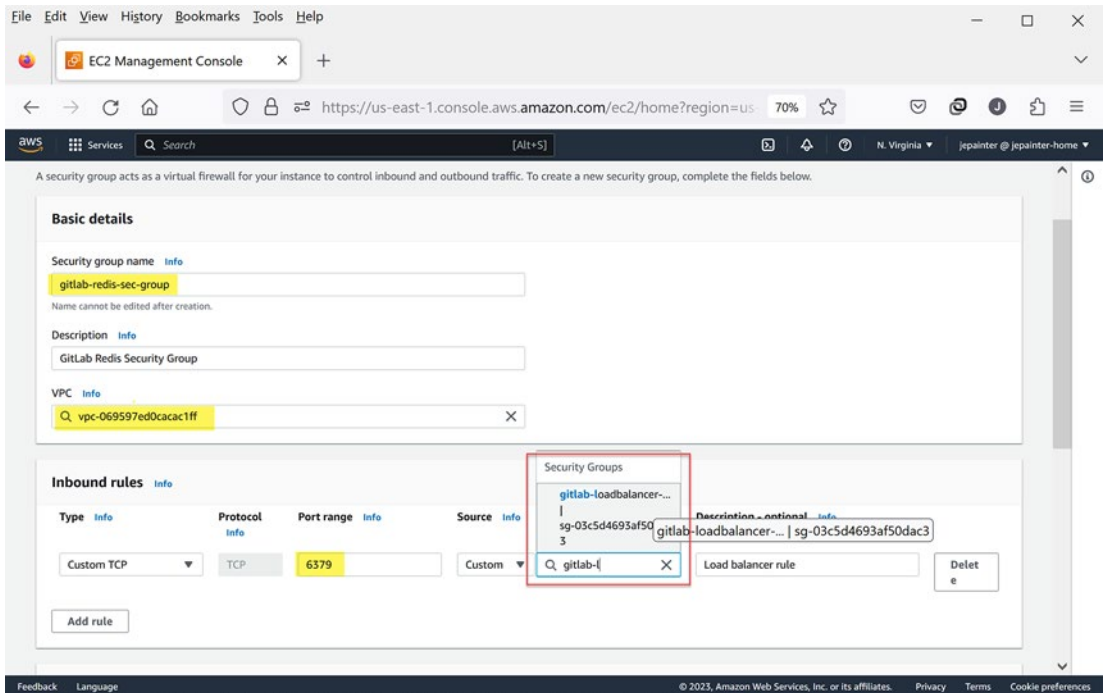 File Edit View History Bookmarks Tools Help
EC2 Management Console
https://us-east-1.console.aws.amazon.com/ec2/home?region=us- 70%
J
aws Services Search [Alt+S] N. Virginia jepainter @ jepainter-home
A security group acts as a virtual firewall for your instance to control inbound and outbound traffic. To create a new security group, complete the fields below.
Basic details
Security group name Info
gitlab-redis-sec-group
Name cannot be edited after creation.
Description Info
GitLab Redis Security Group
VPC Info
vpc-069597ed0cacac1ff
Inbound rules Info
Security Groups
gitlab-loadbalancer-...
|
sg-03c5d4693af50
3
gitlab-loadbalancer-... | sg-03c5d4693af50dac3
Type Info Protocol Info Port range Info Source Info Description - optional Info
Custom TCP TCP 6379 Custom gitlab-l Load balancer rule Delet
e
Add rule
Feedback Language © 2023, Amazon Web Services, Inc. or its affiliates. Privacy Terms Cookie preferences